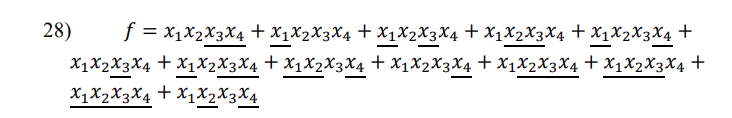 28) f = x₁x₂x₃x₄ + x₁x₂x₃x₄ + x₁x₂x₃x₄ + x₁x₂x₃x₄ + x₁x₂x₃x₄ +
x₁x₂x₃x₄ + x₁x₂x₃x₄ + x₁x₂x₃x₄ + x₁x₂x₃x₄ + x₁x₂x₃x₄ + x₁x₂x₃x₄ +
x₁x₂x₃x₄ + x₁x₂x₃x₄